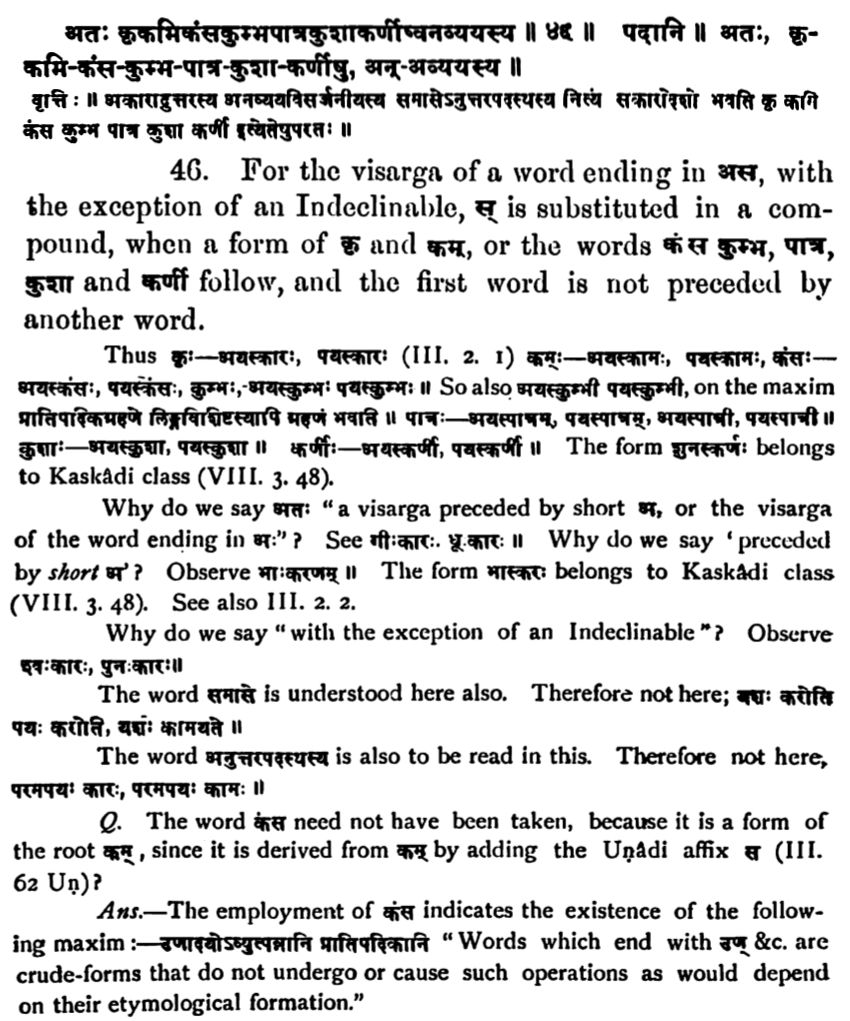 अतः कृकमिकंसकुम्भपात्रकुशाकर्णीष्वनव्ययस्य ॥ ४६ ॥ पदानि ॥ अतः, कृ-
कमि-कंस-कुम्भ-पात्र-कुशा-कर्णीषु, अन्-अव्ययस्य ॥
वृत्तिः ॥ अकारादुत्तरस्य अनव्ययविसर्जनीयस्य समासेऽनुत्तरपदस्थस्य नित्यं सकारोदशो भवति कृ कमि
कंस कुम्भ पात्र कुशा कर्णी इत्येतेषुपरतः ॥
46. For the visarga of a word ending in अस, with
the exception of an Indeclinable, स् is substituted in a com-
pound, when a form of कृ and कम्, or the words कंस कुम्भ, पात्र,
कुशा and कर्णी follow, and the first word is not preceded by
another word.
Thus कृः—अयस्कारः, पयस्कारः (III. 2. 1) कम्ः—अयस्कामः, पयस्कामः, कंसः—
अयस्कंसः, पयस्कंसः, कुम्भः,-अयस्कुम्भः पयस्कुम्भः ॥ So also अयस्कुम्भी पयस्कुम्भी, on the maxim
प्रातिपदिकग्रहणे लिङ्गविशिष्टस्यापि ग्रहणं भवति ॥ पात्रः—अयस्पात्रम्, पयस्पात्रम्, अयस्पात्री, पयस्पात्री ॥
कुशाः—अयस्कुशा, पयस्कुशा ॥ कर्णीः—अयस्कर्णी, पयस्कर्णी ॥ The form शुनस्कर्णः belongs
to Kaskâdi class (VIII. 3. 48).
Why do we say अतः “a visarga preceded by short अ, or the visarga
of the word ending in अः”? See गीःकारः. धूःकारः ॥ Why do we say ‘preceded
by short अ’? Observe भाःकरणम् ॥ The form भास्करः belongs to Kaskâdi class
(VIII. 3. 48). See also III. 2. 2.
Why do we say “with the exception of an Indeclinable”? Observe
श्वःकारः, पुनःकारः॥
The word समासे is understood here also. Therefore not here; यशः करोति
पयः करोति, यशः कामयते ॥
The word अनुत्तरपदस्थस्य is also to be read in this. Therefore not here,
परमपयः कारः, परमपयः कामः ॥
Q. The word कंस need not have been taken, because it is a form of
the root कम्, since it is derived from कम् by adding the Uṇâdi affix स (III.
62 Uṇ)?
Ans.—The employment of कंस indicates the existence of the follow-
ing maxim:—उणादयोऽव्युत्पन्नानि प्रातिपदिकानि “Words which end with उण् &c. are
crude-forms that do not undergo or cause such operations as would depend
on their etymological formation.”